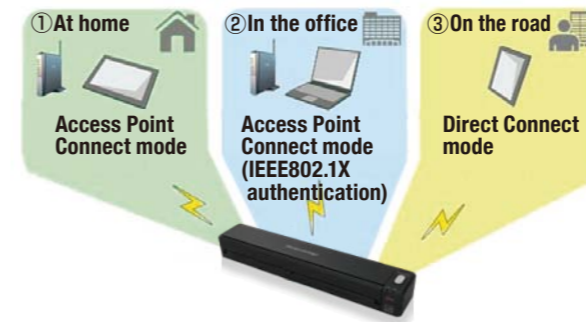 ①At home
Access Point
Connect mode
②In the office
Access Point
Connect mode
(IEEE802.1X
authentication)
③On the road
Direct Connect
mode